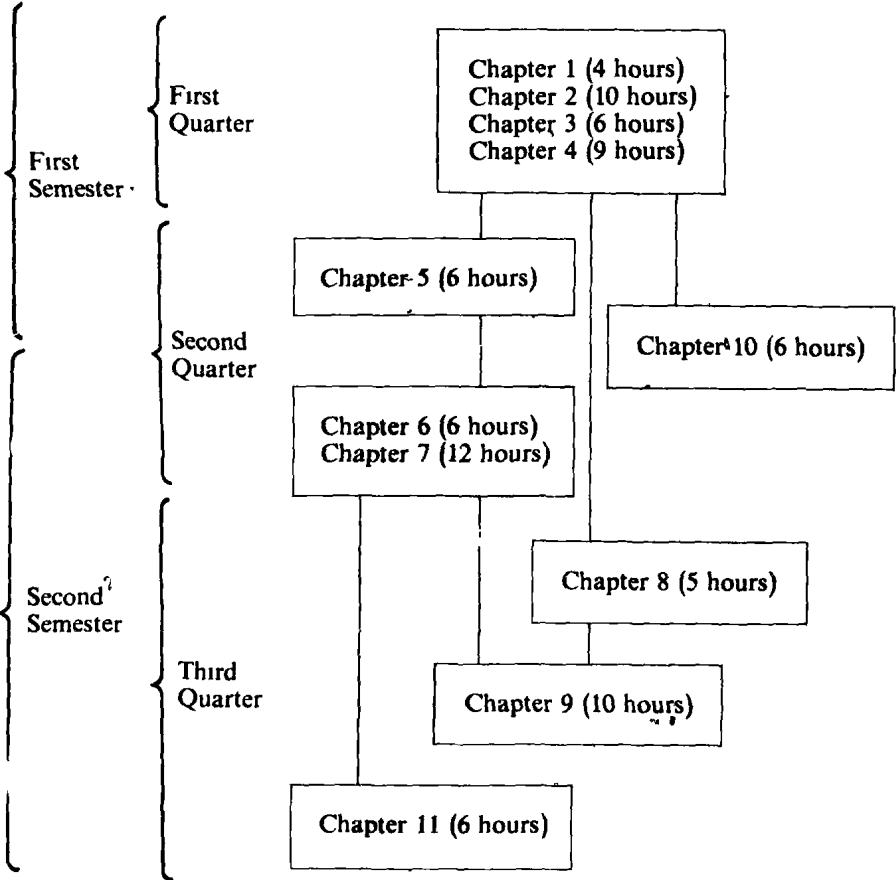 First
Quarter
Chapter 1 (4 hours)
Chapter 2 (10 hours)
Chapter 3 (6 hours)
Chapter 4 (9 hours)
First
Semester
Chapter 5 (6 hours)
Second
Quarter
Chapter 10 (6 hours)
Chapter 6 (6 hours)
Chapter 7 (12 hours)
Chapter 8 (5 hours)
Second
Semester
Third
Quarter
Chapter 9 (10 hours)
Chapter 11 (6 hours)